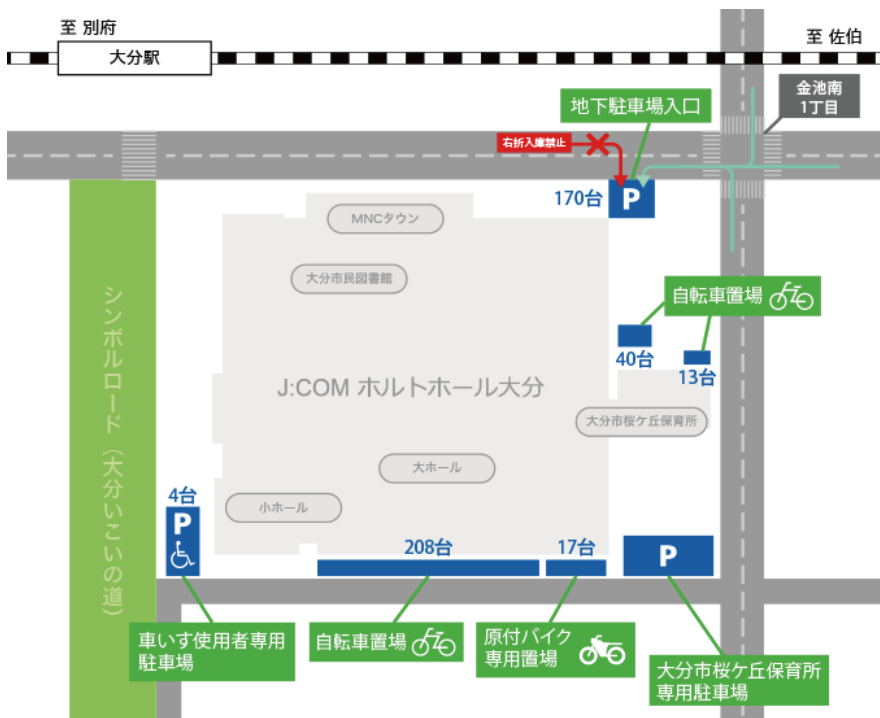 至 別府
大分駅
至 佐伯
金池南
1丁目
地下駐車場入口
右折入庫禁止
170台
P
MNCタウン
大分市民図書館
自転車置場
40台
13台
J:COM ホルトホール大分
大分市桜ケ丘保育所
大ホール
小ホール
シンボルロード（大分いこいの道）
4台
P
208台
17台
P
車いす使用者専用
駐車場
自転車置場
原付バイク
専用置場
大分市桜ケ丘保育所
専用駐車場